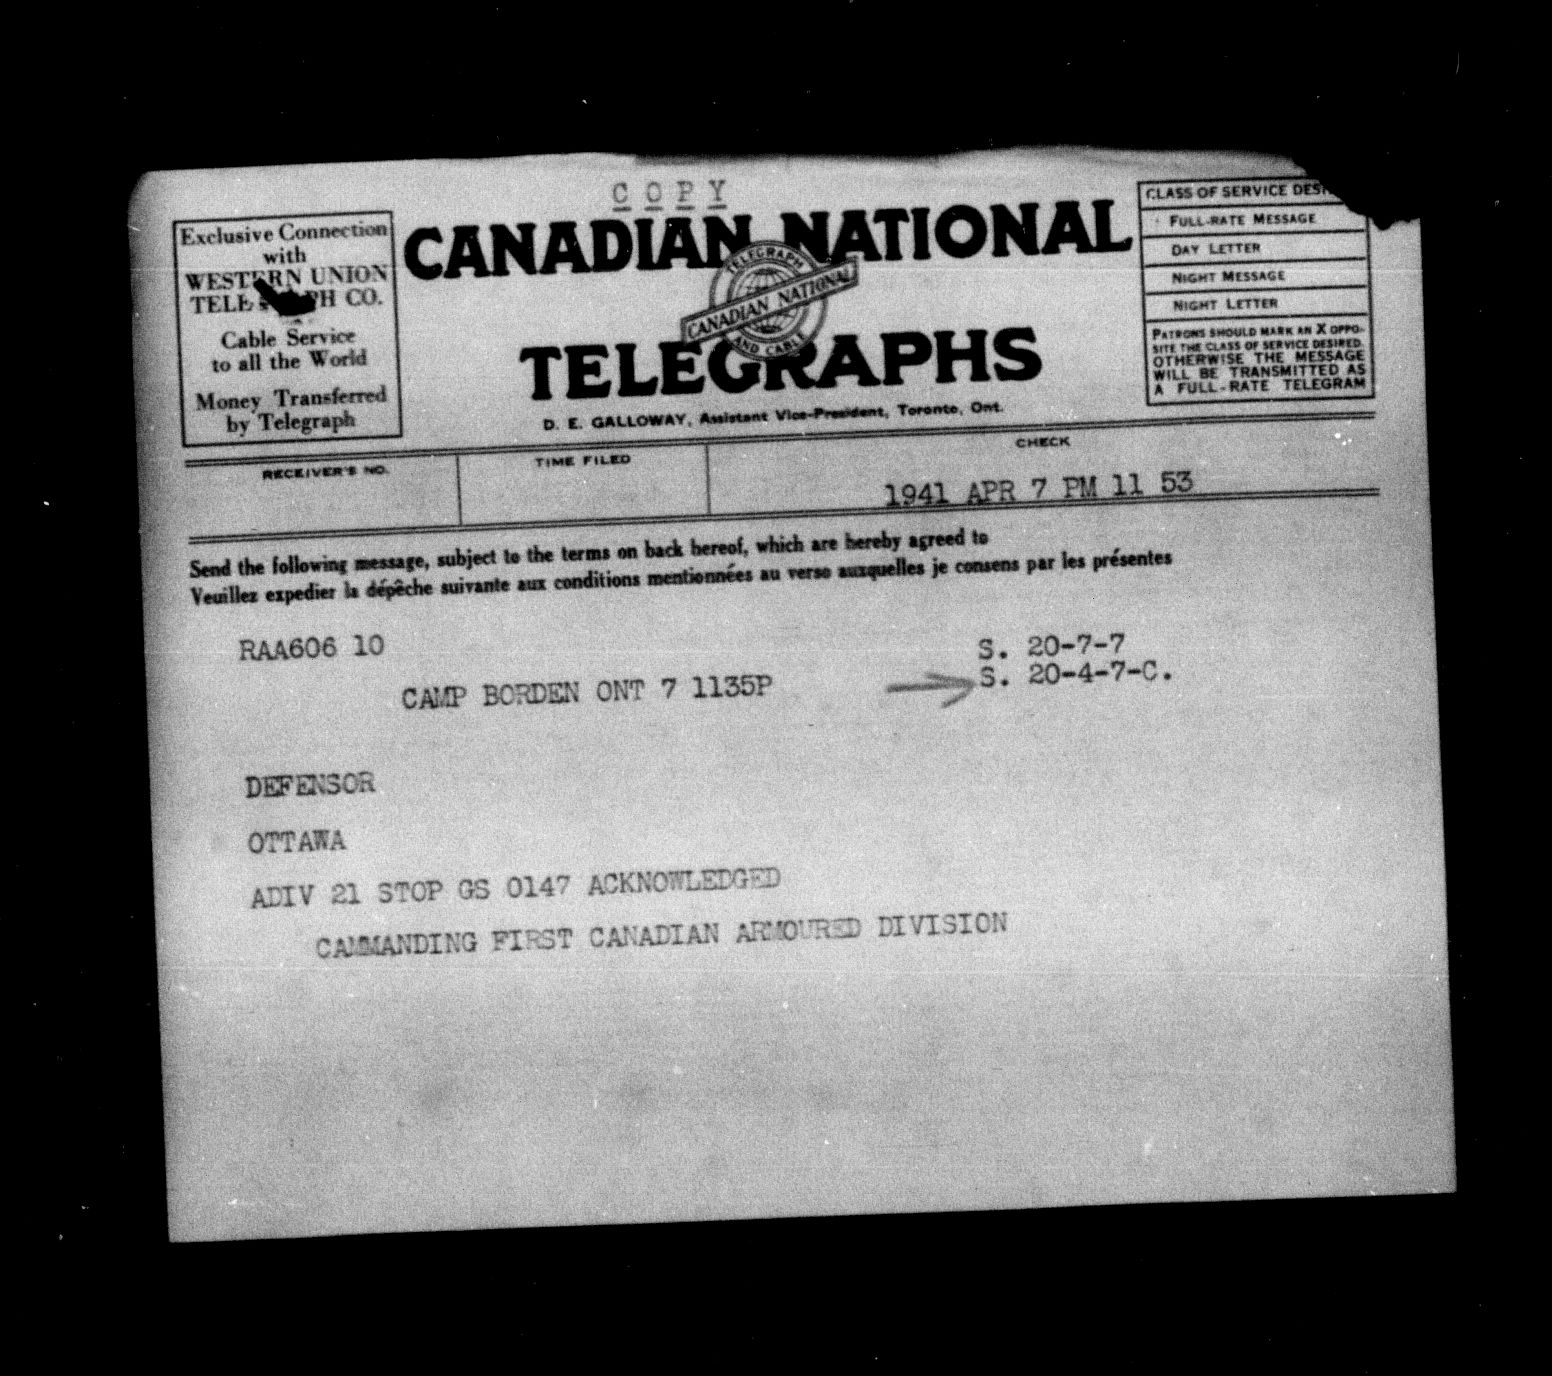 COPY
Exclusive Connection
with
WESTERN UNION
CO.
Cable Service
to all the World
Money Transferred
by Telegraph
CANADIAN NATIONAL
TELEGRAPH
CANADIAN NATIONAL
AND CABLE
TELEGRAPHS
D. E. GALLOWAY, Assistant Vice-President, Toronto, Ont.
CLASS OF SERVICE
FULL-RATE MESSAGE
DAY LETTER
NIGHT MESSAGE
NIGHT LETTER
PATRONS SHOULD MARK AN X OPPO-
SITE THE CLASS OF SERVICE DESIRED.
OTHERWISE THE MESSAGE
WILL BE TRANSMITTED AS
A FULL-RATE TELEGRAM
RECEIVER'S NO.
TIME FILED
CHECK
1941 APR 7 PM 11 53
Send the following message, subject to the terms on back hereof, which are hereby agreed to
Veuillez expedier la dépêche suivante aux conditions mentionnées au verso auxquelles je consens par les présentes
RAA606 10
S. 20-7-7
CAMP BORDEN ONT 7 1135P
S. 20-4-7-C.
DEFENSOR
OTTAWA
ADIV 21 STOP GS 0147 ACKNOWLEDGED
CAMMANDING FIRST CANADIAN ARMOURED DIVISION